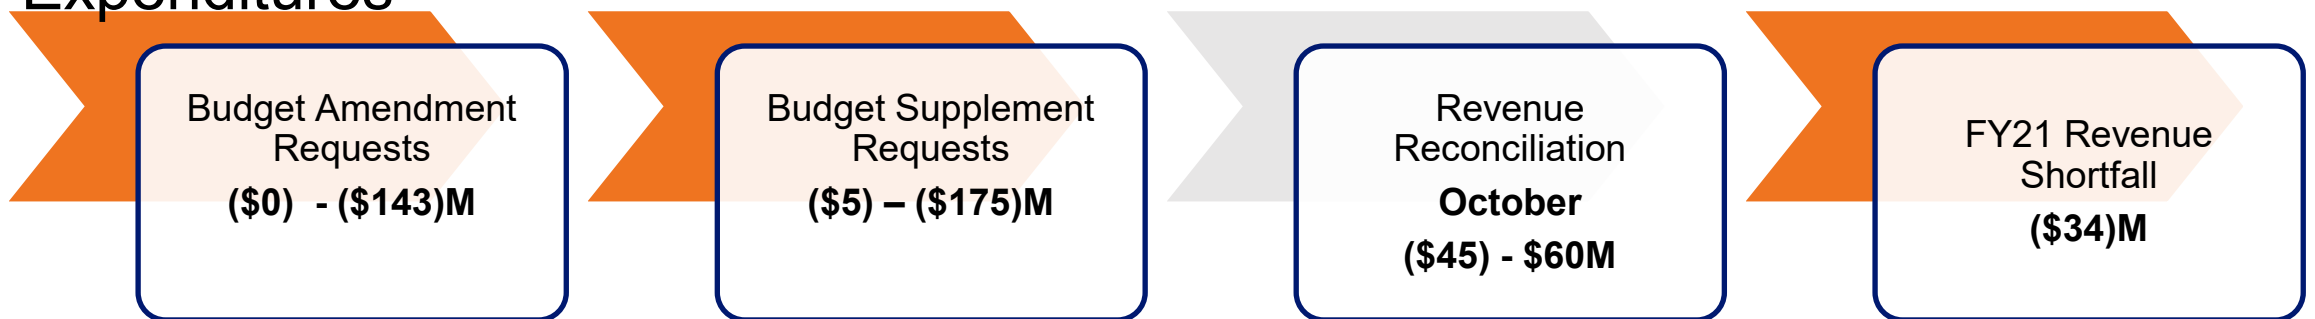 Expenditures
Budget Amendment
Requests
($0)  - ($143)M
Budget Supplement
Requests
($5) – ($175)M
Revenue
Reconciliation
October
($45) - $60M
FY21 Revenue
Shortfall
($34)M